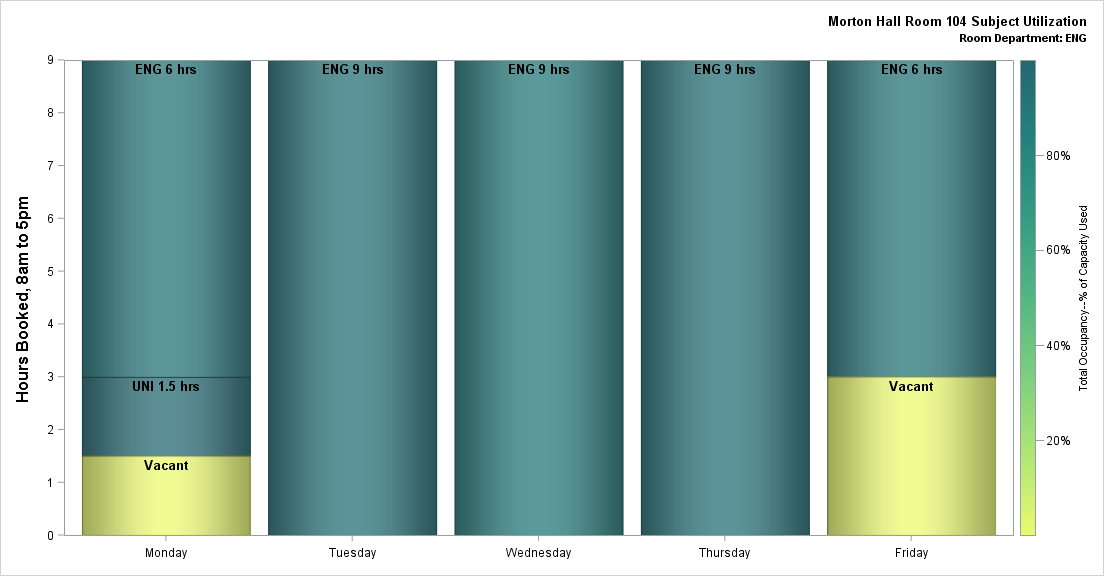 Morton Hall Room 104 Subject Utilization
Room Department: ENG
Hours Booked, 8am to 5pm
9
8
7
6
5
4
3
2
1
0
ENG 6 hrs
ENG 9 hrs
ENG 9 hrs
ENG 9 hrs
ENG 6 hrs
UNI 1.5 hrs
Vacant
Vacant
Monday
Tuesday
Wednesday
Thursday
Friday
80%
60%
40%
20%
Total Occupancy--% of Capacity Used